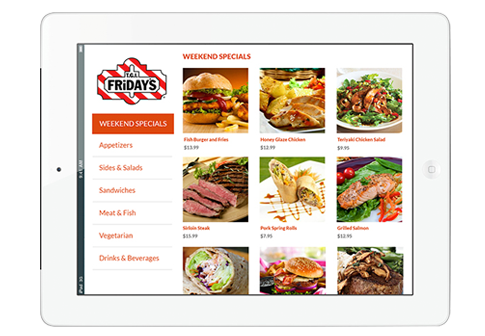 WEEKEND SPECIALS
T.G.I.
FRiDAY'S
WEEKEND SPECIALS
Appetizers
Sides & Salads
Sandwiches
Meat & Fish
Vegetarian
Drinks & Beverages
Fish Burger and Fries
$13.99
Honey Glaze Chicken
$12.99
Teriyaki Chicken Salad
$9.95
Sirloin Steak
$15.99
Pork Spring Rolls
$7.95
Grilled Salmon
$12.95
iPad 3G